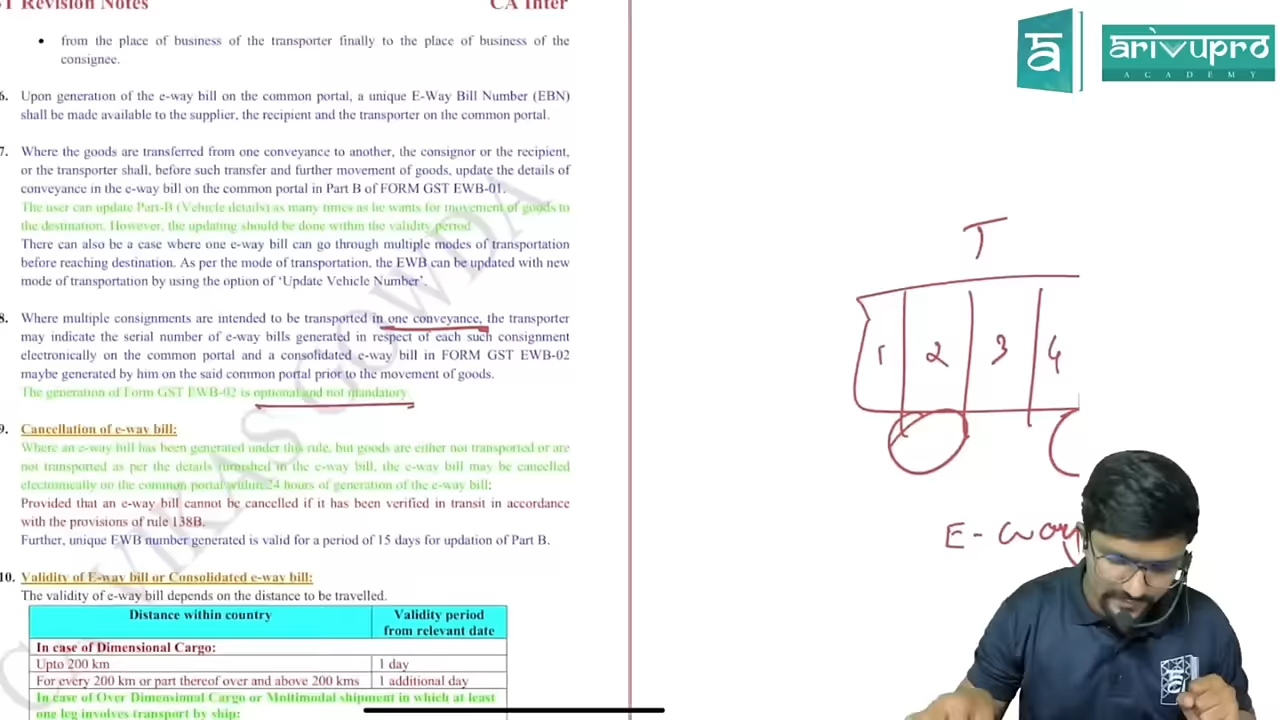 ST Revision Notes
CA Inter
• from the place of business of the transporter finally to the place of business of the
consignee.
6. Upon generation of the e-way bill on the common portal, a unique E-Way Bill Number (EBN)
shall be made available to the supplier, the recipient and the transporter on the common portal.
7. Where the goods are transferred from one conveyance to another, the consignor or the recipient,
or the transporter shall, before such transfer and further movement of goods, update the details of
conveyance in the e-way bill on the common portal in Part B of FORM GST EWB-01.
The user can update Part-B (Vehicle details) as many times as he wants for movement of goods to
the destination. However, the updating should be done within the validity period
There can also be a case where one e-way bill can go through multiple modes of transportation
before reaching destination. As per the mode of transportation, the EWB can be updated with new
mode of transportation by using the option of ‘Update Vehicle Number’.
8. Where multiple consignments are intended to be transported in one conveyance, the transporter
may indicate the serial number of e-way bills generated in respect of each such consignment
electronically on the common portal and a consolidated e-way bill in FORM GST EWB-02
maybe generated by him on the said common portal prior to the movement of goods.
The generation of Form GST EWB-02 is optional and not mandatory
9. Cancellation of e-way bill:
Where an e-way bill has been generated under this rule, but goods are either not transported or are
not transported as per the details furnished in the e-way bill, the e-way bill may be cancelled
electronically on the common portal within 24 hours of generation of the e-way bill:
Provided that an e-way bill cannot be cancelled if it has been verified in transit in accordance
with the provisions of rule 138B.
Further, unique EWB number generated is valid for a period of 15 days for updation of Part B.
10. Validity of E-way bill or Consolidated e-way bill:
The validity of e-way bill depends on the distance to be travelled.
Distance within country
Validity period
from relevant date
In case of Dimensional Cargo:
Upto 200 km
1 day
For every 200 km or part thereof over and above 200 kms
1 additional day
In case of Over Dimensional Cargo or Multimodal shipment in which at least
one leg involves transport by ship:
VIKAS GOWDA
arivupro
ACADEMY
T
1 2 3 4
E-way